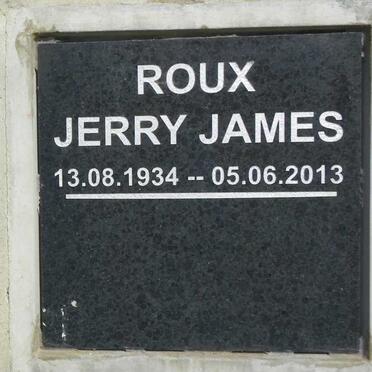 ROUX
JERRY JAMES
13.08.1934 -- 05.06.2013